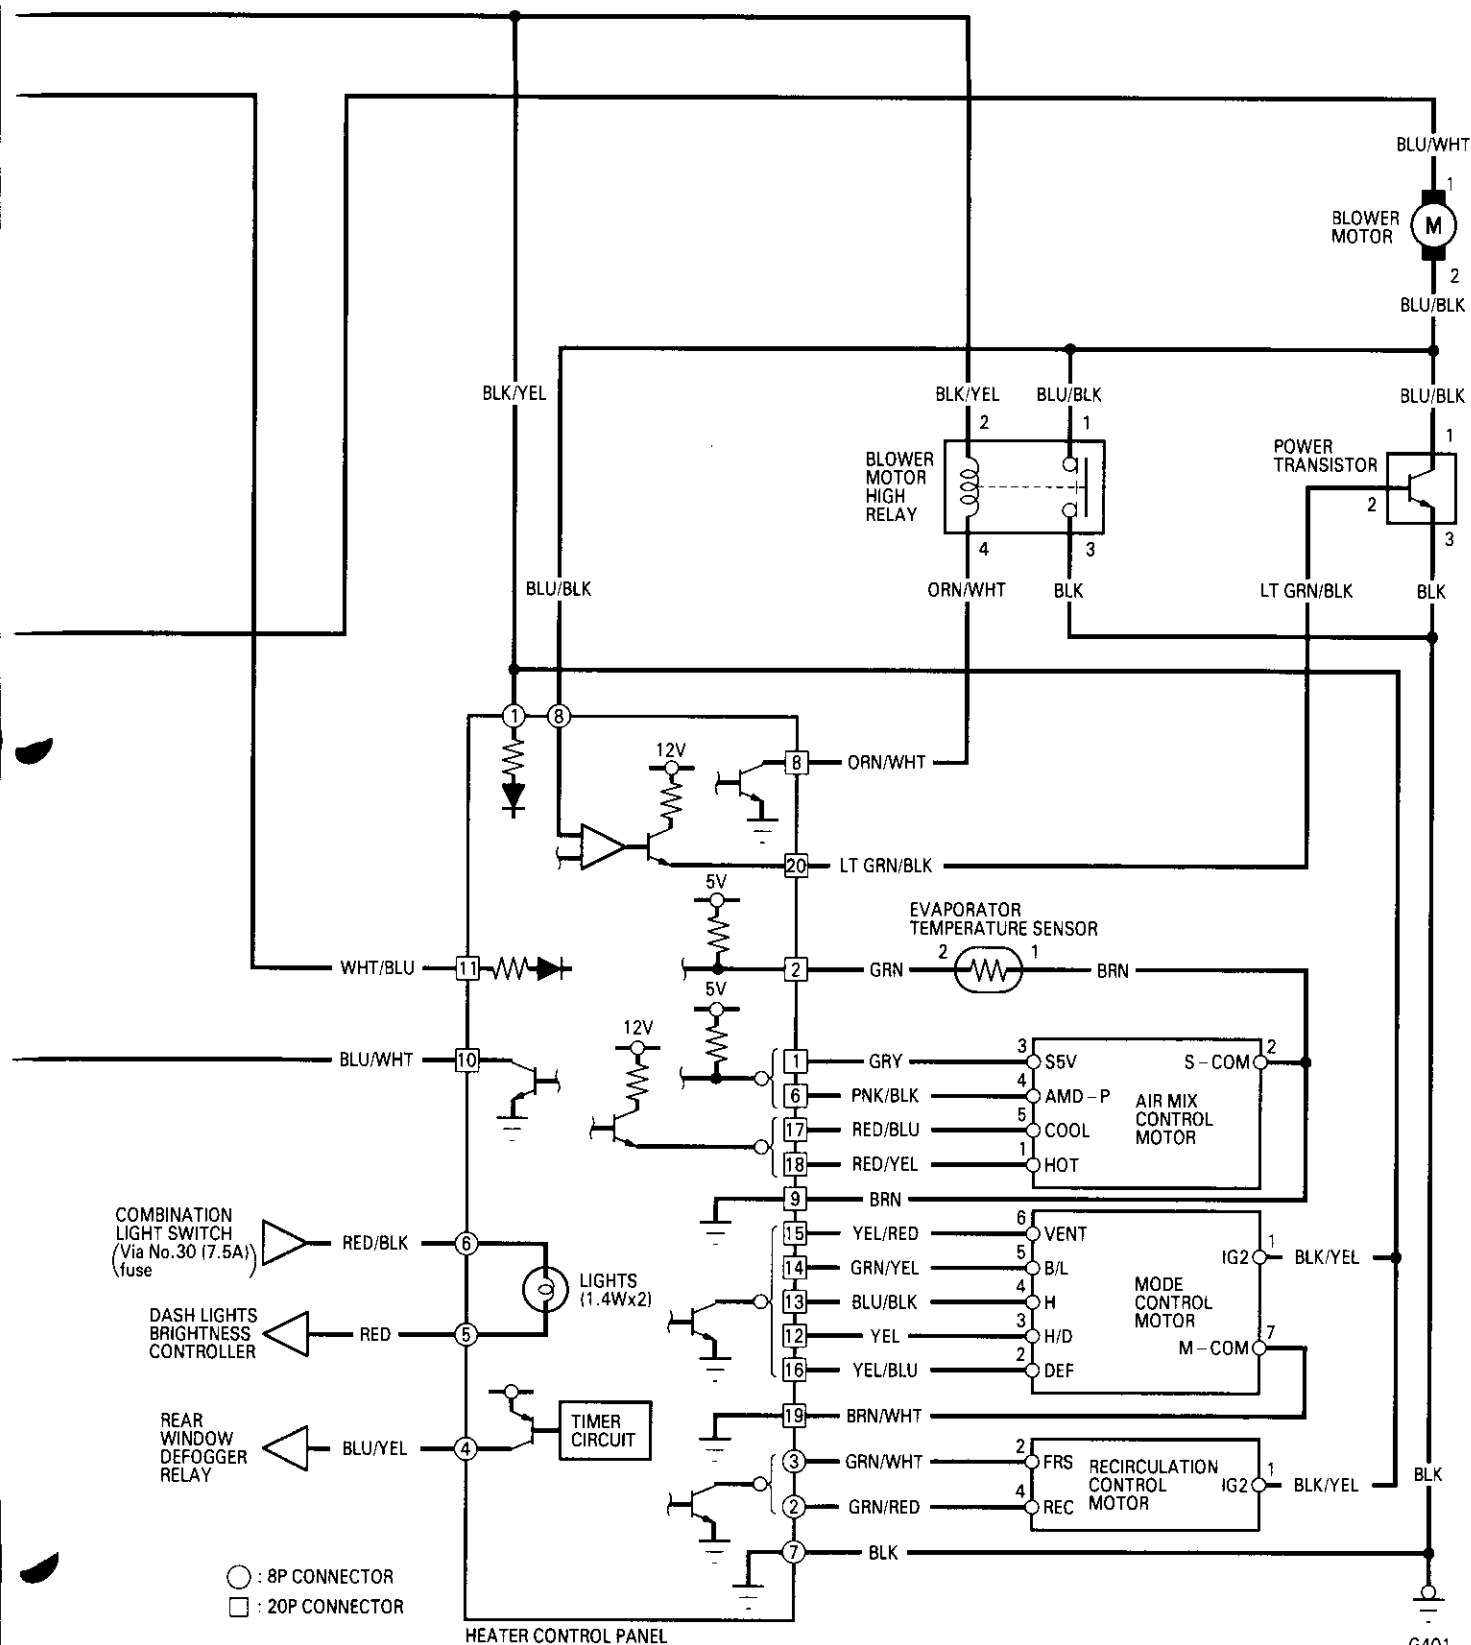 BLU/WHT
1
BLOWER
MOTOR
M
2
BLU/BLK
BLK/YEL
BLK/YEL
BLU/BLK
BLU/BLK
2
1
1
BLOWER
MOTOR
HIGH
RELAY
POWER
TRANSISTOR
2
4
3
3
BLU/BLK
ORN/WHT
BLK
LT GRN/BLK
BLK
1
8
12V
8
ORN/WHT
20
LT GRN/BLK
5V
EVAPORATOR
TEMPERATURE SENSOR
WHT/BLU
11
2
GRN
2
1
BRN
5V
12V
BLU/WHT
10
1
GRY
3
S5V
S-COM
2
6
PNK/BLK
4
AMD-P
AIR MIX
CONTROL
MOTOR
17
RED/BLU
5
COOL
18
RED/YEL
1
HOT
9
BRN
COMBINATION
LIGHT SWITCH
(Via No.30 (7.5A))
fuse
RED/BLK
6
15
YEL/RED
6
VENT
14
GRN/YEL
5
B/L
IG2
1
BLK/YEL
LIGHTS
(1.4Wx2)
13
BLU/BLK
4
H
MODE
CONTROL
MOTOR
DASH LIGHTS
BRIGHTNESS
CONTROLLER
RED
5
12
YEL
3
H/D
M-COM
7
16
YEL/BLU
2
DEF
REAR
WINDOW
DEFOGGER
RELAY
BLU/YEL
4
TIMER
CIRCUIT
19
BRN/WHT
3
GRN/WHT
2
FRS
RECIRCULATION
CONTROL
MOTOR
IG2
1
BLK/YEL
BLK
2
GRN/RED
4
REC
7
BLK
: 8P CONNECTOR
: 20P CONNECTOR
HEATER CONTROL PANEL
G401